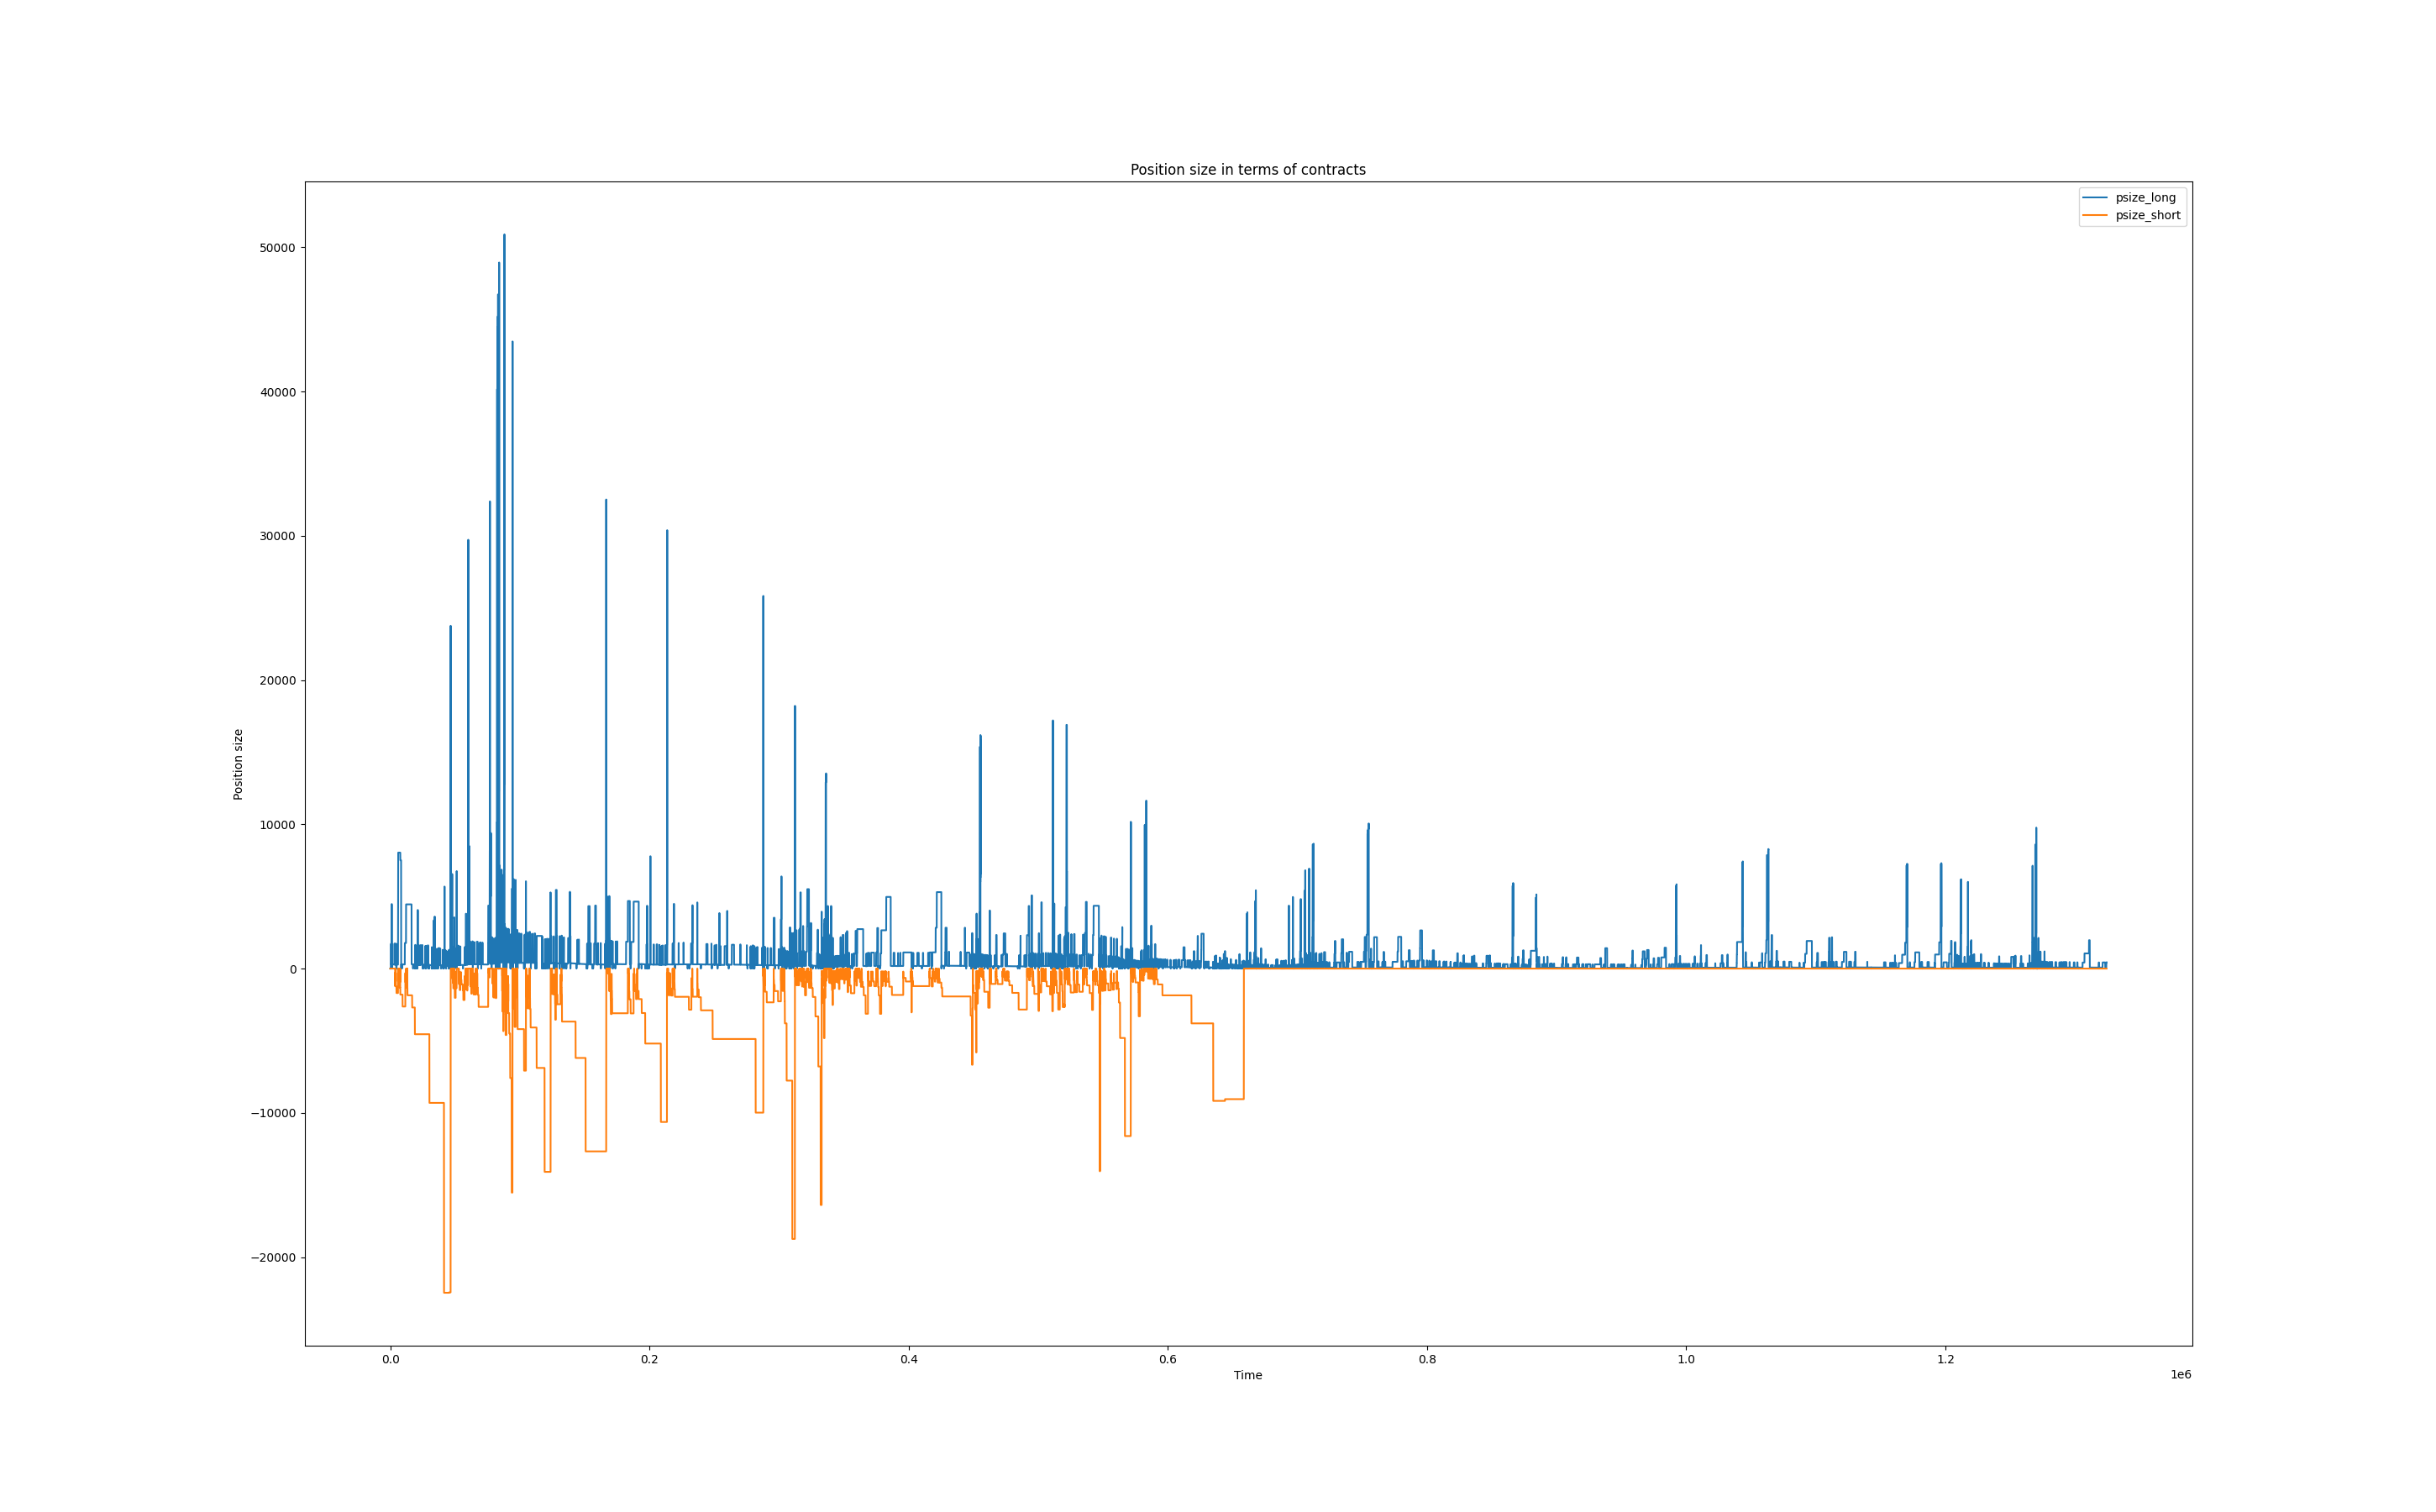 Position size in terms of contracts
psize_long
psize_short
50000
40000
30000
20000
10000
0
−10000
−20000
Position size
0.0 0.2 0.4 0.6 0.8 1.0 1.2
Time
1e6